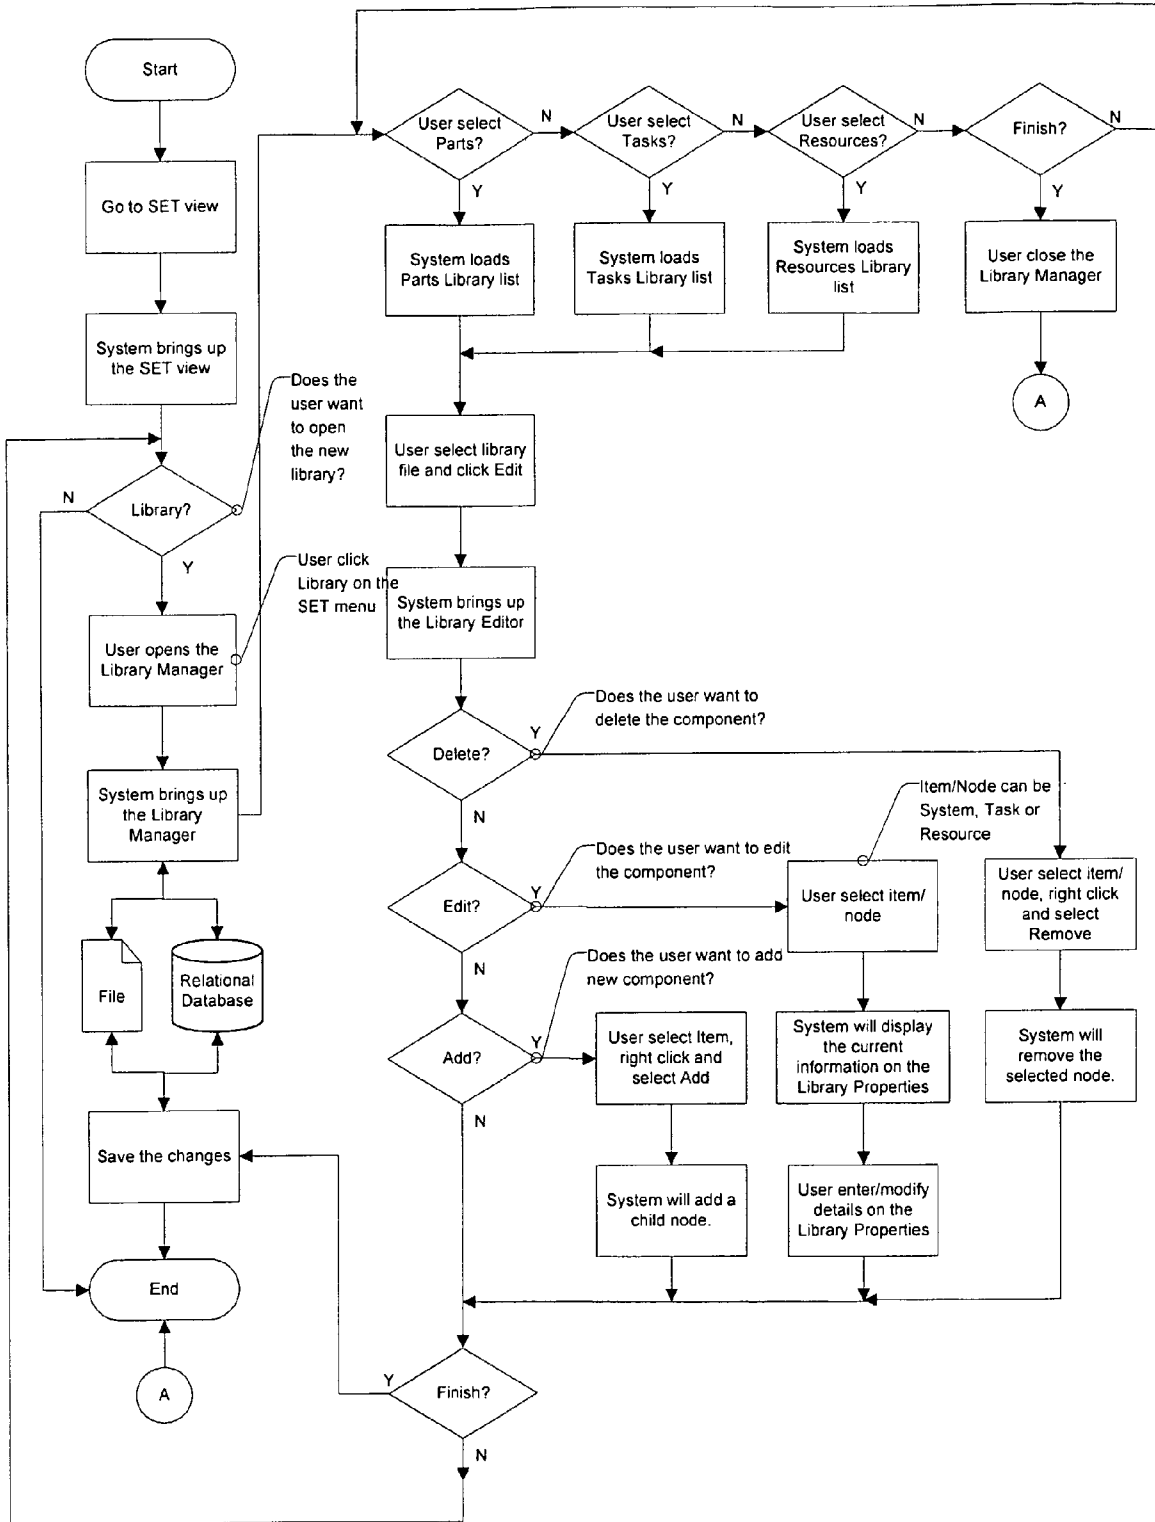 Start
Go to SET view
System brings up
the SET view
Does the
user want
to open
the new
library?
Library?
N
Y
User click
Library on the
SET menu
User opens the
Library Manager
System brings up
the Library
Manager
File
Relational
Database
Save the changes
End
A
User select
Parts?
N
Y
User select
Tasks?
N
Y
User select
Resources?
N
Y
Finish?
N
Y
System loads
Parts Library list
System loads
Tasks Library list
System loads
Resources Library
list
User close the
Library Manager
A
User select library
file and click Edit
System brings up
the Library Editor
Delete?
Y
N
Does the user want to
delete the component?
Item/Node can be
System, Task or
Resource
Edit?
Y
N
Does the user want to edit
the component?
User select item/
node
User select item/
node, right click
and select
Remove
Does the user want to add
new component?
Add?
Y
N
User select Item,
right click and
select Add
System will display
the current
information on the
Library Properties
System will
remove the
selected node.
System will add a
child node.
User enter/modify
details on the
Library Properties
Finish?
Y
N